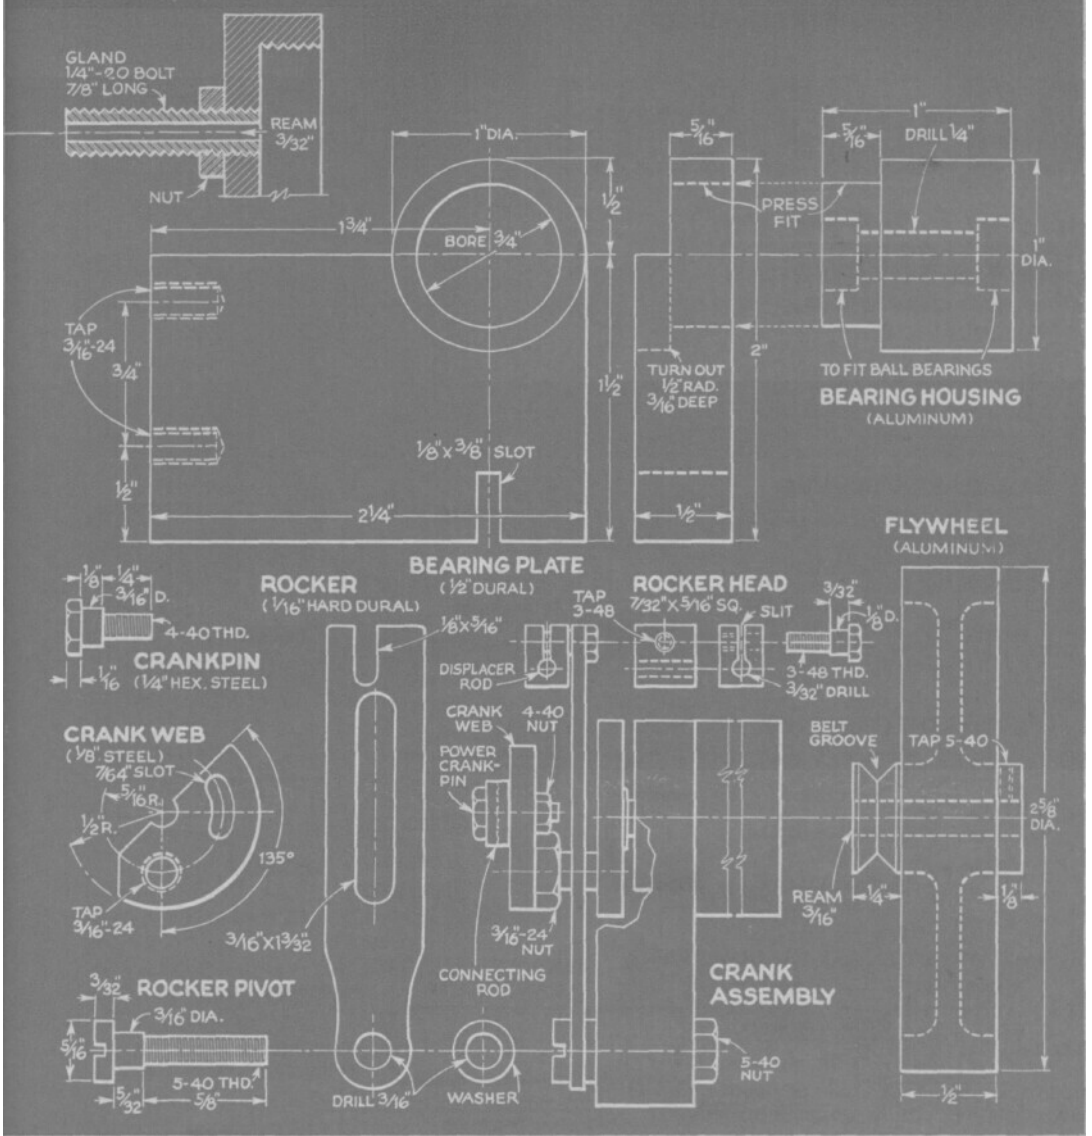 GLAND
1/4"-20 BOLT
7/8" LONG
REAM
3/32"
NUT
1" DIA.
1 3/4"
BORE 3/4"
1/2"
TAP
3/16"-24
3/4"
1/2"
1 1/2"
1/8" X 3/8" SLOT
2 1/4"
BEARING PLATE
(1/2" DURAL)
5/16"
PRESS
FIT
2"
TURN OUT
1/2" RAD.
3/16" DEEP
1/2"
1"
5/16"
DRILL 1/4"
1"
DIA.
TO FIT BALL BEARINGS
BEARING HOUSING
(ALUMINUM)
1/8"
1/4"
3/16" D.
4-40 THD.
1/16
CRANKPIN
(1/4" HEX. STEEL)
ROCKER
(1/16" HARD DURAL)
1/8" X 5/16"
3/16" X 1 3/32"
DRILL 3/16"
ROCKER HEAD
7/32" X 5/16" SQ.
TAP
3-48
SLIT
3/32"
1/8" D.
DISPLACER
ROD
3-48 THD.
3/32" DRILL
FLYWHEEL
(ALUMINUM)
BELT
GROOVE
TAP 5-40
2 5/8"
DIA.
REAM
3/16"
1/4"
1/8"
1/2"
CRANK WEB
(1/8" STEEL)
7/64" SLOT
5/16" R.
1/2" R.
135°
TAP
3/16"-24
CRANK
WEB
4-40
NUT
POWER
CRANK-
PIN
3/16"-24
NUT
CONNECTING
ROD
CRANK
ASSEMBLY
5-40
NUT
WASHER
ROCKER PIVOT
3/32"
3/16" DIA.
5/16"
5-40 THD.
5/32
5/8"